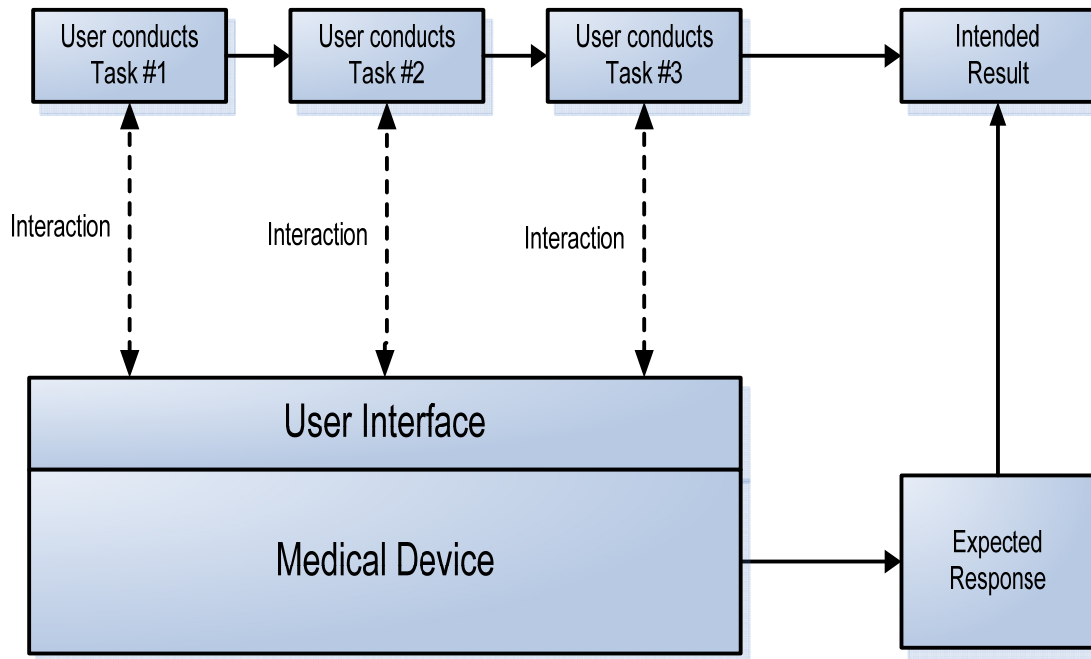 User conducts
Task #1
User conducts
Task #2
User conducts
Task #3
Intended
Result
Interaction
Interaction
Interaction
User Interface
Medical Device
Expected
Response